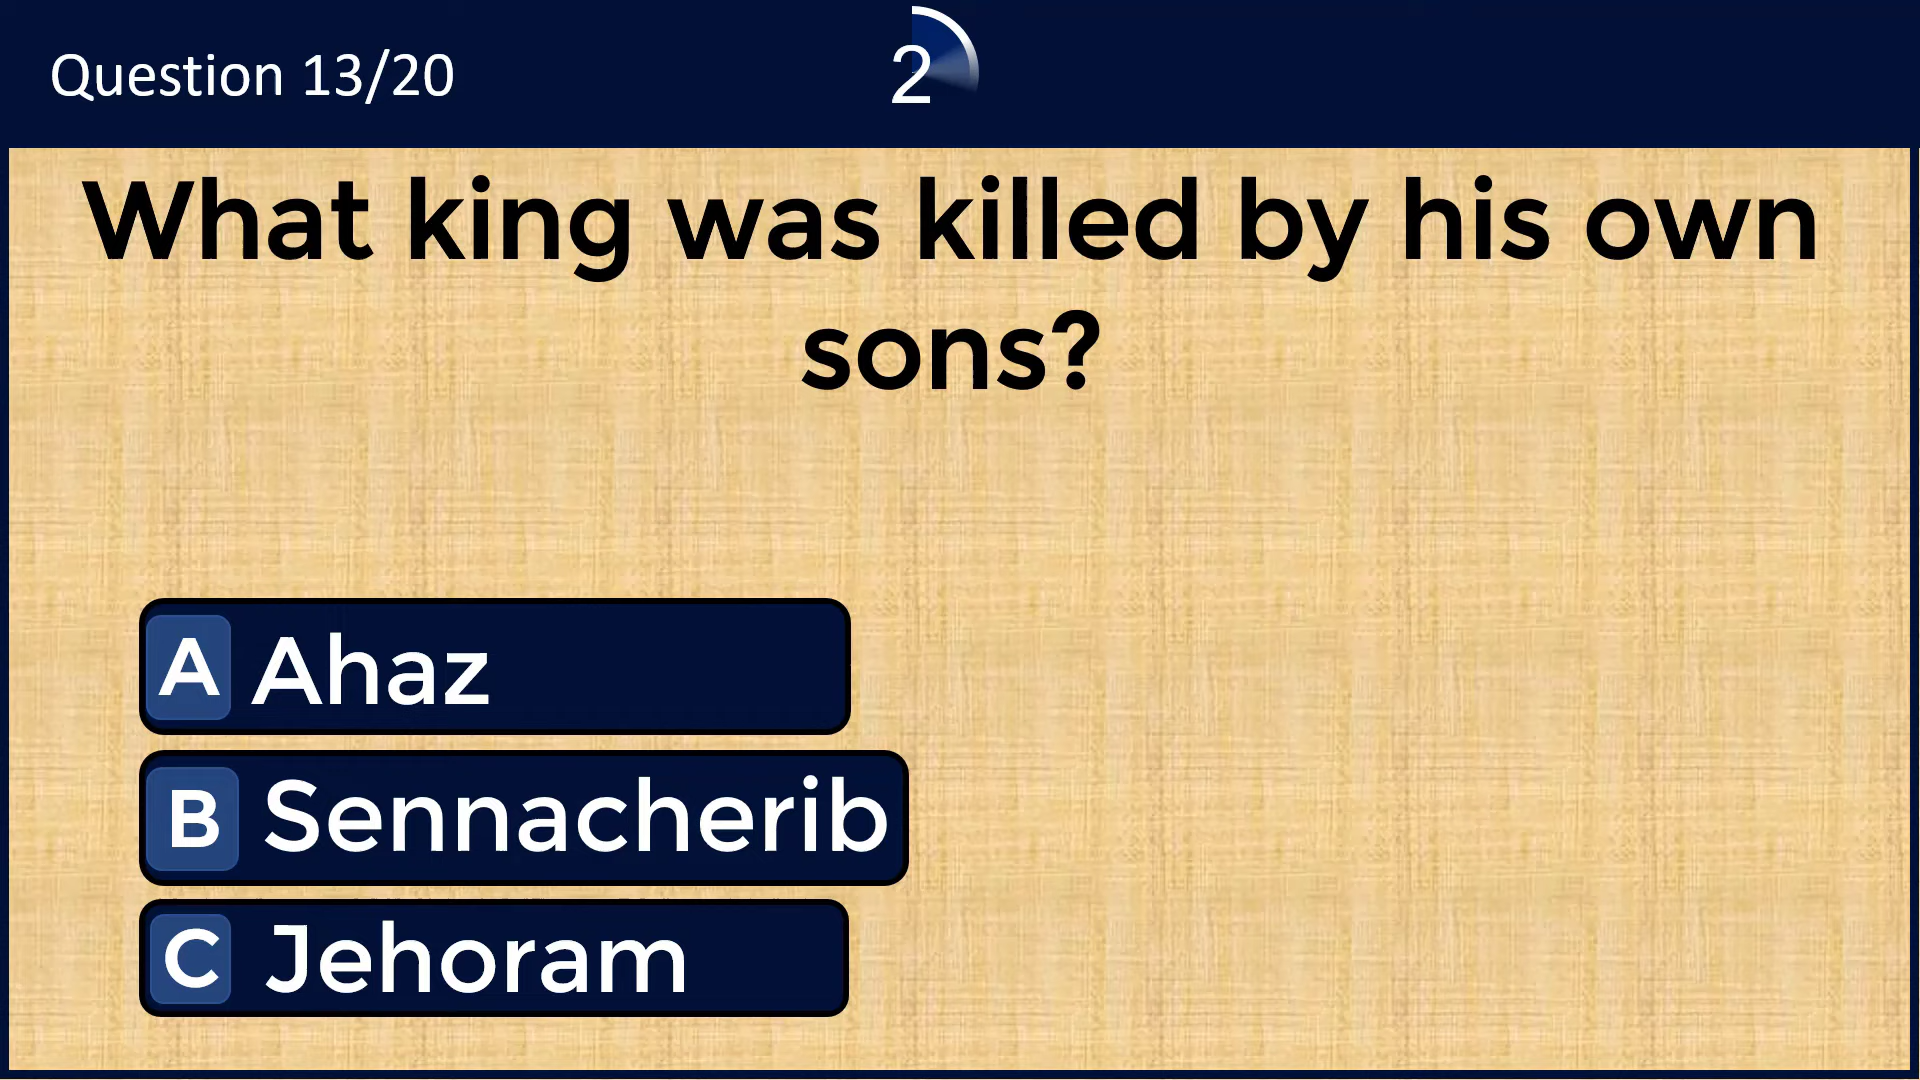 Question 13/20
2
What king was killed by his own
sons?
A Ahaz
B Sennacherib
C Jehoram